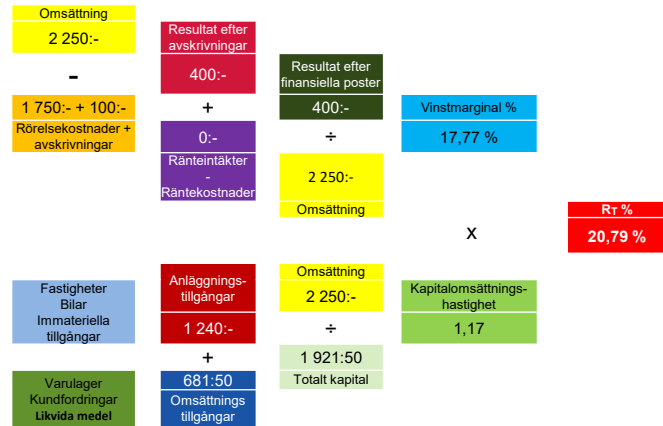 Omsättning
2 250:-
-
1 750:- + 100:-
Rörelsekostnader +
avskrivningar
Resultat efter
avskrivningar
400:-
+
0:-
Ränteintäkter
-
Räntekostnader
Resultat efter
finansiella poster
400:-
÷
2 250:-
Omsättning
Vinstmarginal %
17,77 %
x
RT %
20,79 %
Fastigheter
Bilar
Immateriella
tillgångar
Varulager
Kundfordringar
Likvida medel
Anläggnings-
tillgångar
1 240:-
+
681:50
Omsättnings
tillgångar
Omsättning
2 250:-
÷
1 921:50
Totalt kapital
Kapitalomsättnings-
hastighet
1,17